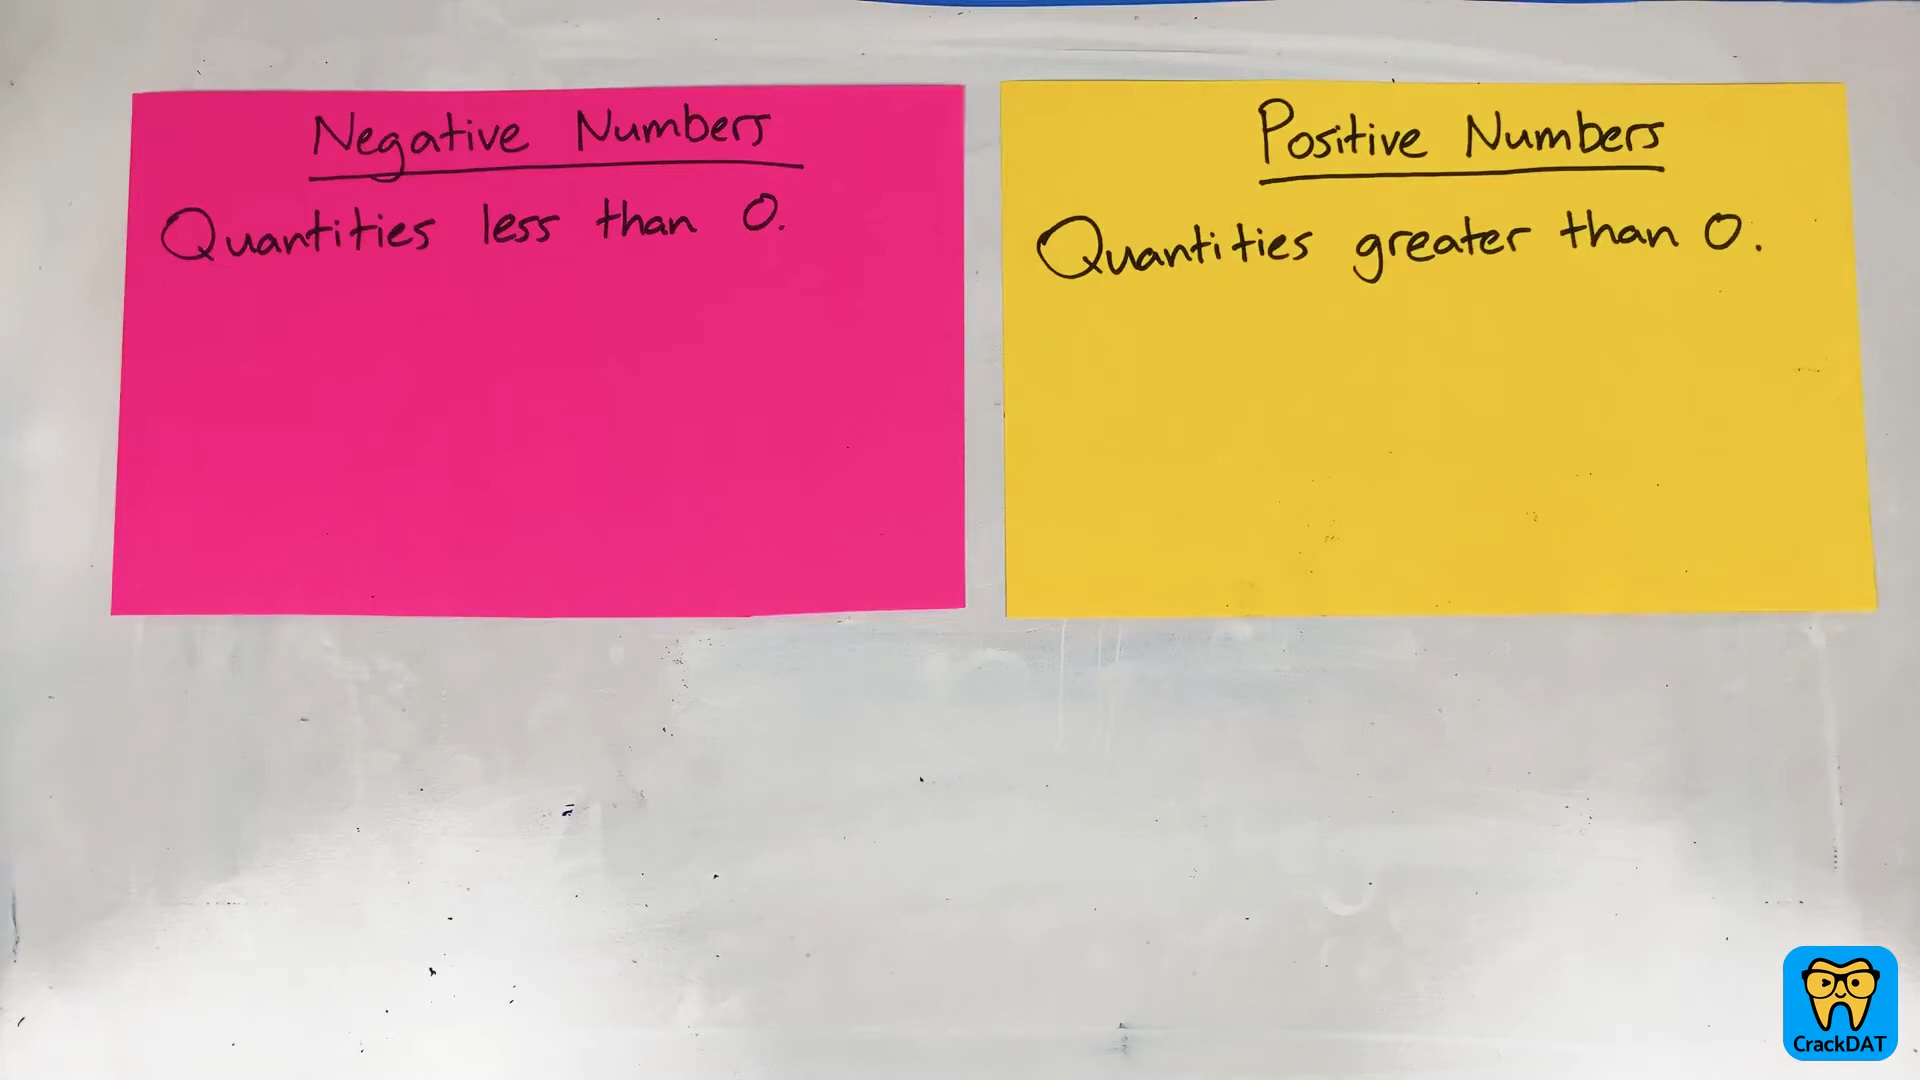 Negative Numbers
Quantities less than 0.
Positive Numbers
Quantities greater than 0.
CrackDAT